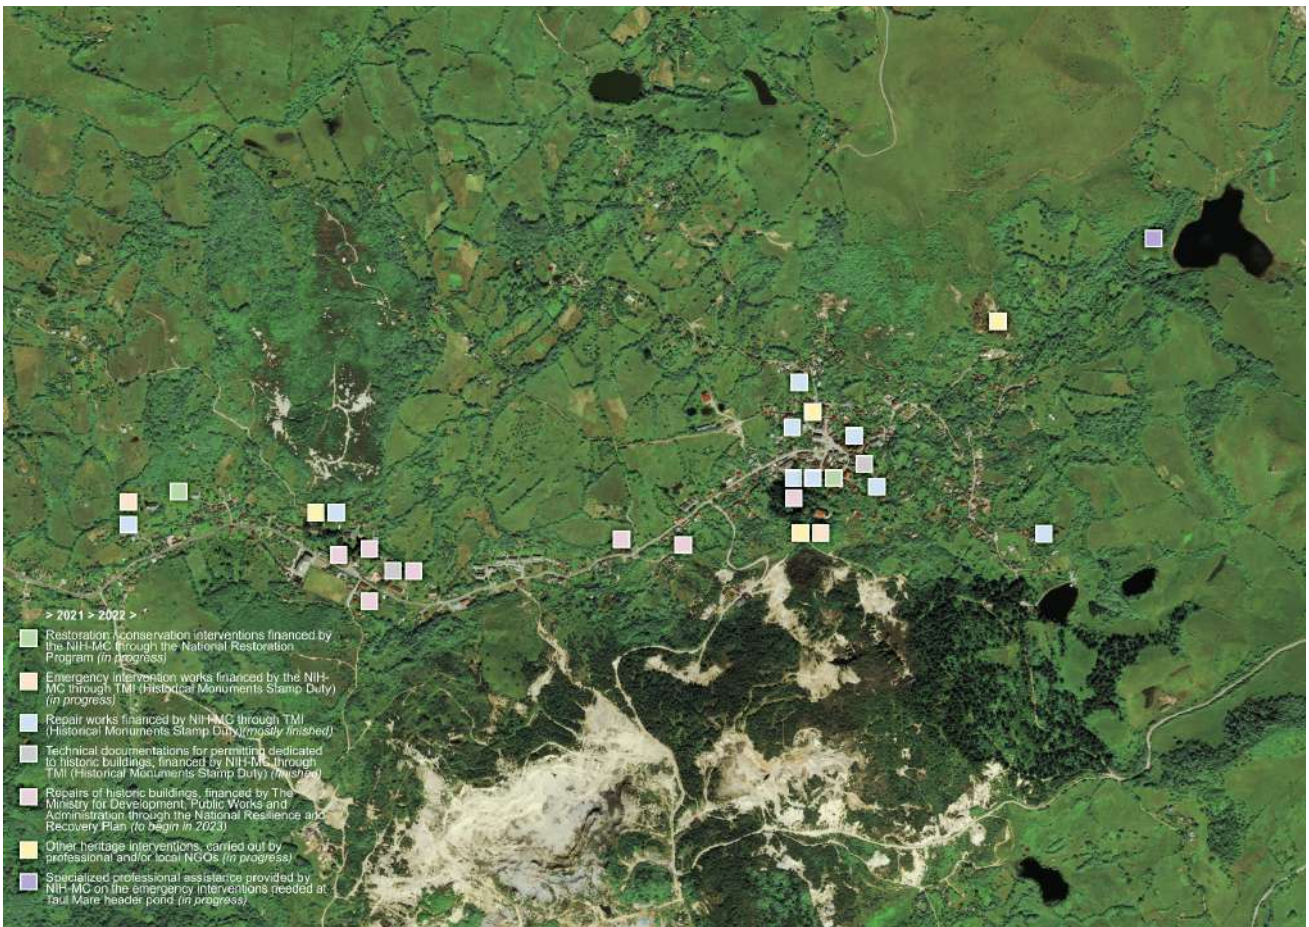 > 2021 > 2022 >
Restoration / conservation interventions financed by
the NIH-MC through the National Restoration
Program (in progress)
Emergency intervention works financed by the NIH-
MC through TMI (Historical Monuments Stamp Duty)
(in progress)
Repair works financed by NIH-MC through TMI
(Historical Monuments Stamp Duty)(mostly finished)
Technical documentations for permitting dedicated
to historic buildings, financed by NIH-MC through
TMI (Historical Monuments Stamp Duty) (finished)
Repairs of historic buildings, financed by The
Ministry for Development, Public Works and
Administration through the National Resilience and
Recovery Plan (to begin in 2023)
Other heritage interventions, carried out by
professional and/or local NGOs (in progress)
Specialized professional assistance provided by
NIH-MC on the emergency interventions needed at
Taul Mare header pond (in progress)